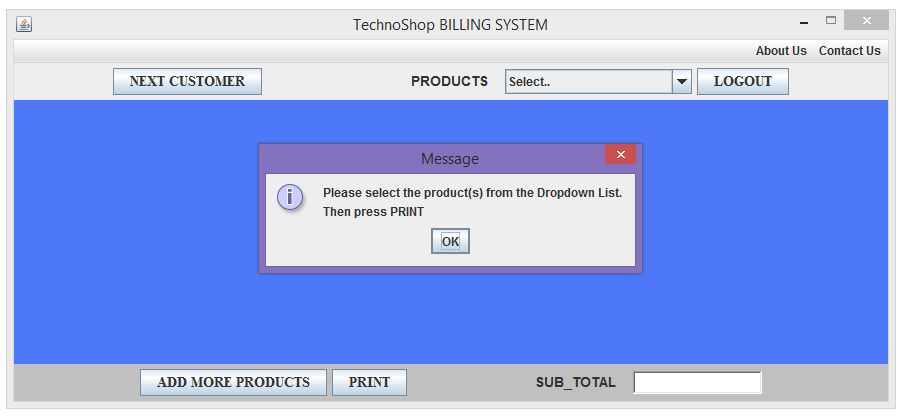 TechnoShop BILLING SYSTEM
About Us Contact Us
NEXT CUSTOMER PRODUCTS Select.. LOGOUT
Message
Please select the product(s) from the Dropdown List.
Then press PRINT
OK
ADD MORE PRODUCTS PRINT SUB_TOTAL